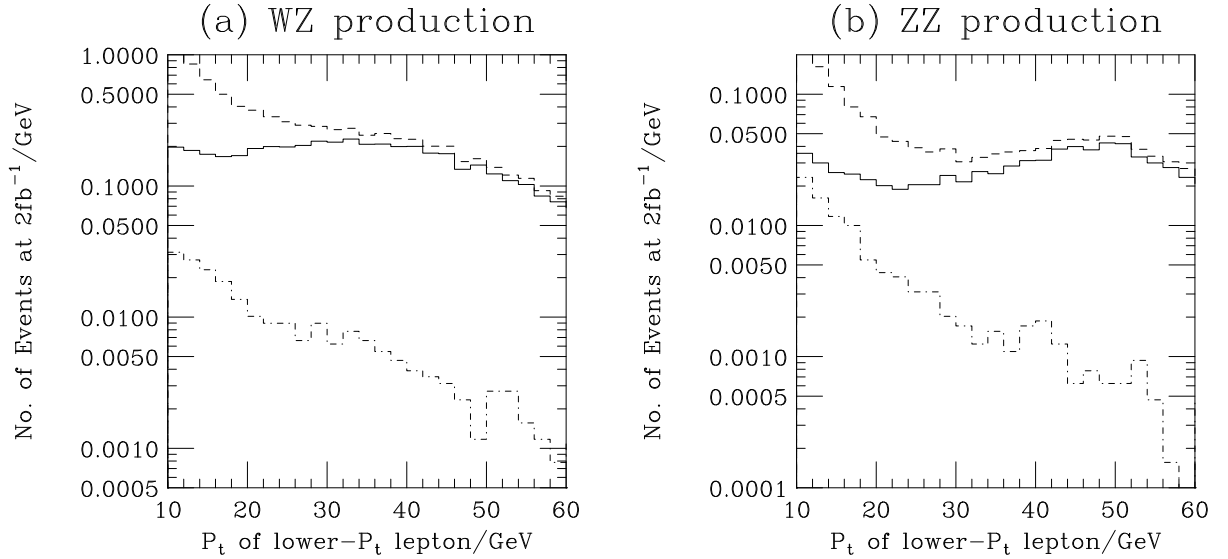 (a) WZ production
1.0000
0.5000
0.1000
0.0500
0.0100
0.0050
0.0010
0.0005
No. of Events at 2fb⁻¹/GeV
10 20 30 40 50 60
Pₜ of lower−Pₜ lepton/GeV
(b) ZZ production
0.1000
0.0500
0.0100
0.0050
0.0010
0.0005
0.0001
No. of Events at 2fb⁻¹/GeV
10 20 30 40 50 60
Pₜ of lower−Pₜ lepton/GeV